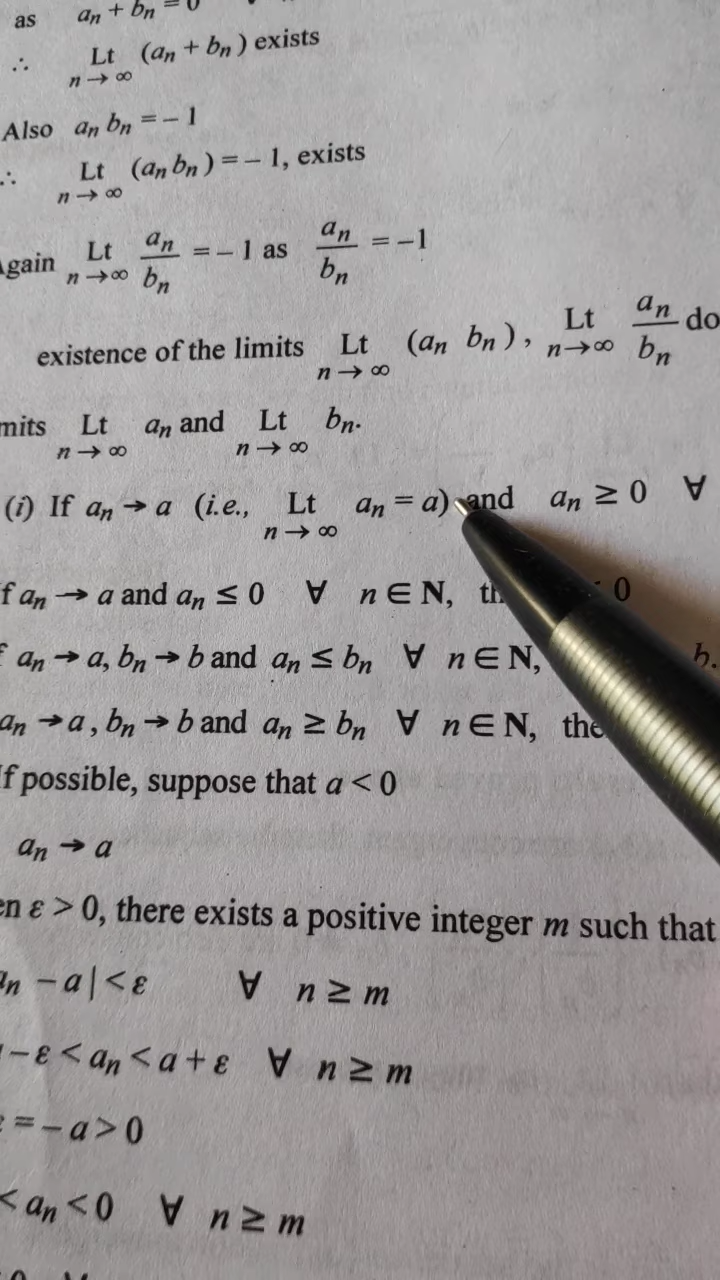 as aₙ + bₙ = 0
∴ Lt n → ∞ (aₙ + bₙ) exists
Also aₙ bₙ = – 1
∴ Lt n → ∞ (aₙ bₙ) = – 1, exists
Again Lt n → ∞ aₙ/bₙ = – 1 as aₙ/bₙ = –1
existence of the limits Lt n → ∞ (aₙ bₙ), Lt n → ∞ aₙ/bₙ do
mits Lt n → ∞ aₙ and Lt n → ∞ bₙ.
(i) If aₙ → a (i.e., Lt n → ∞ aₙ = a) and aₙ ≥ 0 ∀
f aₙ → a and aₙ ≤ 0 ∀ n ∈ N, 0
aₙ → a, bₙ → b and aₙ ≤ bₙ ∀ n ∈ N, b.
aₙ → a, bₙ → b and aₙ ≥ bₙ ∀ n ∈ N, the
If possible, suppose that a < 0
aₙ → a
en ε > 0, there exists a positive integer m such that
aₙ – a| < ε ∀ n ≥ m
– ε < aₙ < a + ε ∀ n ≥ m
= – a > 0
< aₙ < 0 ∀ n ≥ m